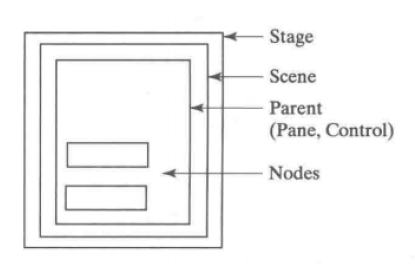 Stage
Scene
Parent
(Pane, Control)
Nodes